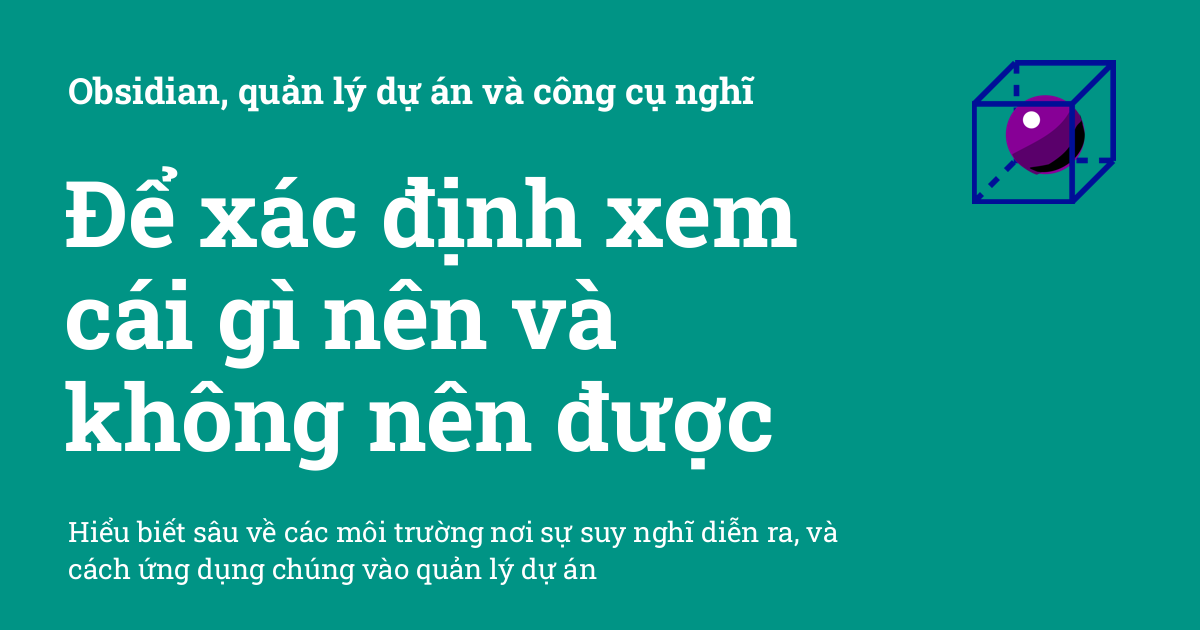 Obsidian, quản lý dự án và công cụ nghĩ
Để xác định xem
cái gì nên và
không nên được
Hiểu biết sâu về các môi trường nơi sự suy nghĩ diễn ra, và
cách ứng dụng chúng vào quản lý dự án